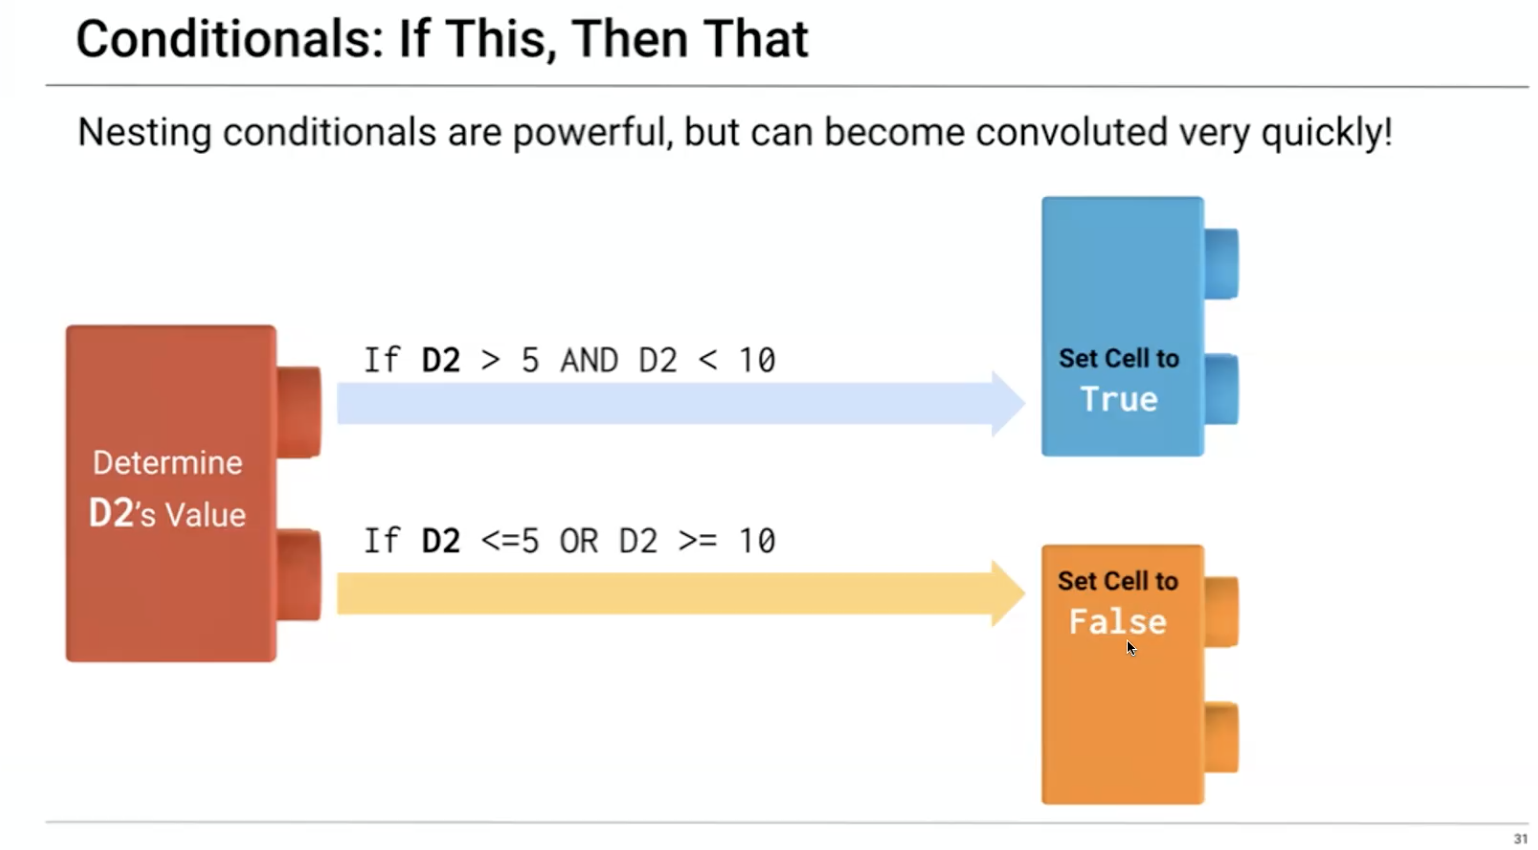 Conditionals: If This, Then That
Nesting conditionals are powerful, but can become convoluted very quickly!
Determine
D2's Value
If D2 > 5 AND D2 < 10
Set Cell to
True
If D2 <=5 OR D2 >= 10
Set Cell to
False
31